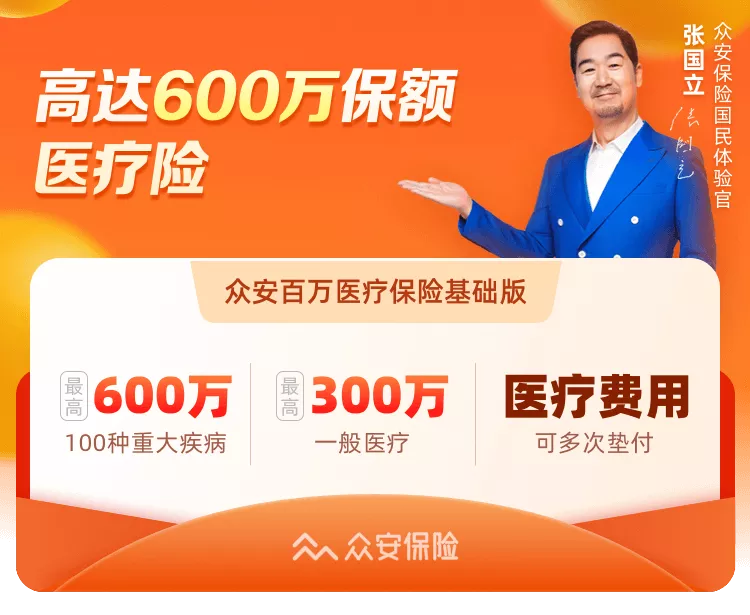 高达600万保额
医疗险
众安保险国民体验官
张国立
张国立
众安百万医疗保险基础版
最高
600万
100种重大疾病
最高
300万
一般医疗
医疗费用
可多次垫付
众安保险